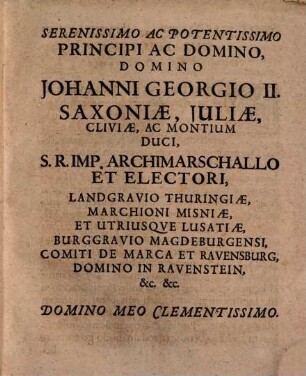 SERENISSIMO AC POTENTISSIMO
PRINCIPI AC DOMINO,
DOMINO
JOHANNI GEORGIO II.
SAXONIÆ, JULIÆ,
CLIVIÆ, AC MONTIUM
DUCI,
S. R. IMP. ARCHIMARSCHALLO
ET ELECTORI,
LANDGRAVIO THURINGIÆ,
MARCHIONI MISNIÆ,
ET UTRIUSQVE LUSATIÆ,
BURGGRAVIO MAGDEBURGENSI,
COMITI DE MARCA ET RAVENSBURG,
DOMINO IN RAVENSTEIN,
&c. &c.
DOMINO MEO CLEMENTISSIMO.